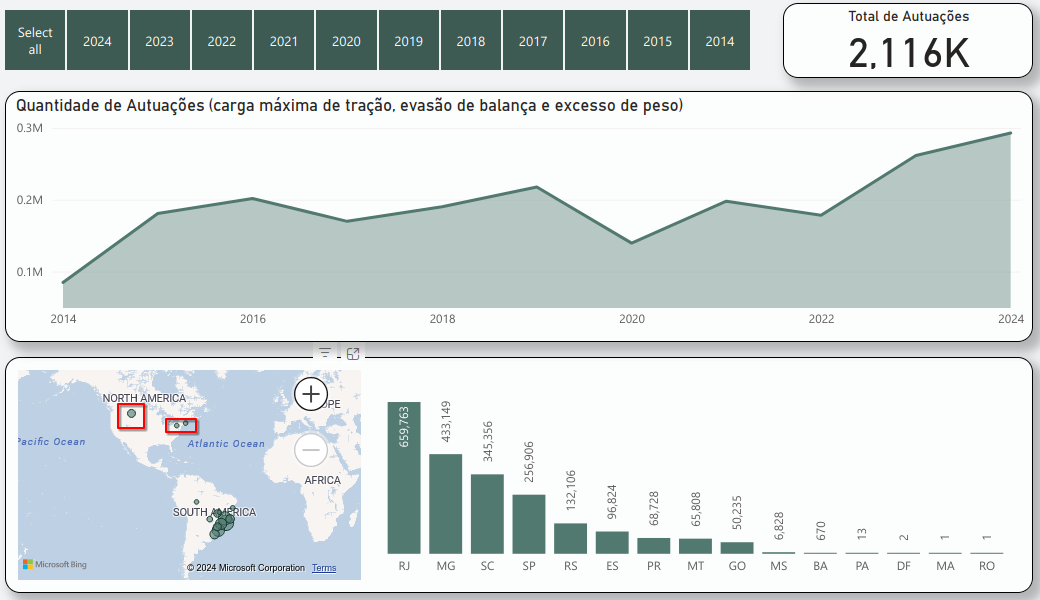 Select
all
2024
2023
2022
2021
2020
2019
2018
2017
2016
2015
2014
Total de Autuações
2,116K
Quantidade de Autuações (carga máxima de tração, evasão de balança e excesso de peso)
0.3M
0.2M
0.1M
2014
2016
2018
2020
2022
2024
NORTH AMERICA
OPE
Pacific Ocean
Atlantic Ocean
AFRICA
SOUTH AMERICA
Microsoft Bing
© 2024 Microsoft Corporation Terms
659,763
433,149
345,356
256,906
132,106
96,824
68,728
65,808
50,235
6,828
670
13
2
1
1
RJ
MG
SC
SP
RS
ES
PR
MT
GO
MS
BA
PA
DF
MA
RO